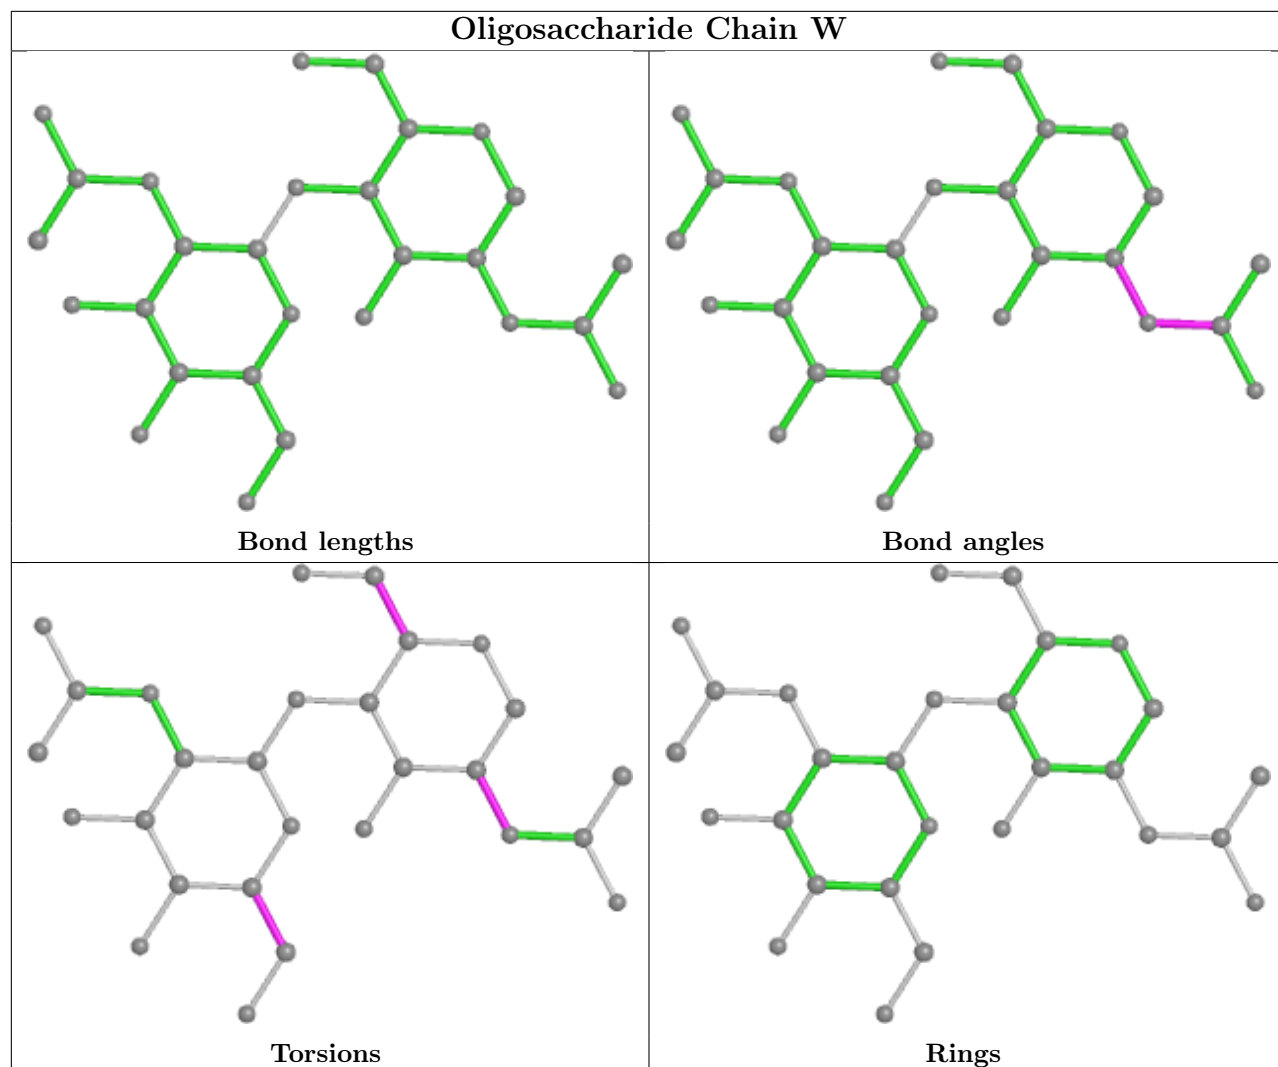 Oligosaccharide Chain W
Bond lengths
Bond angles
Torsions
Rings